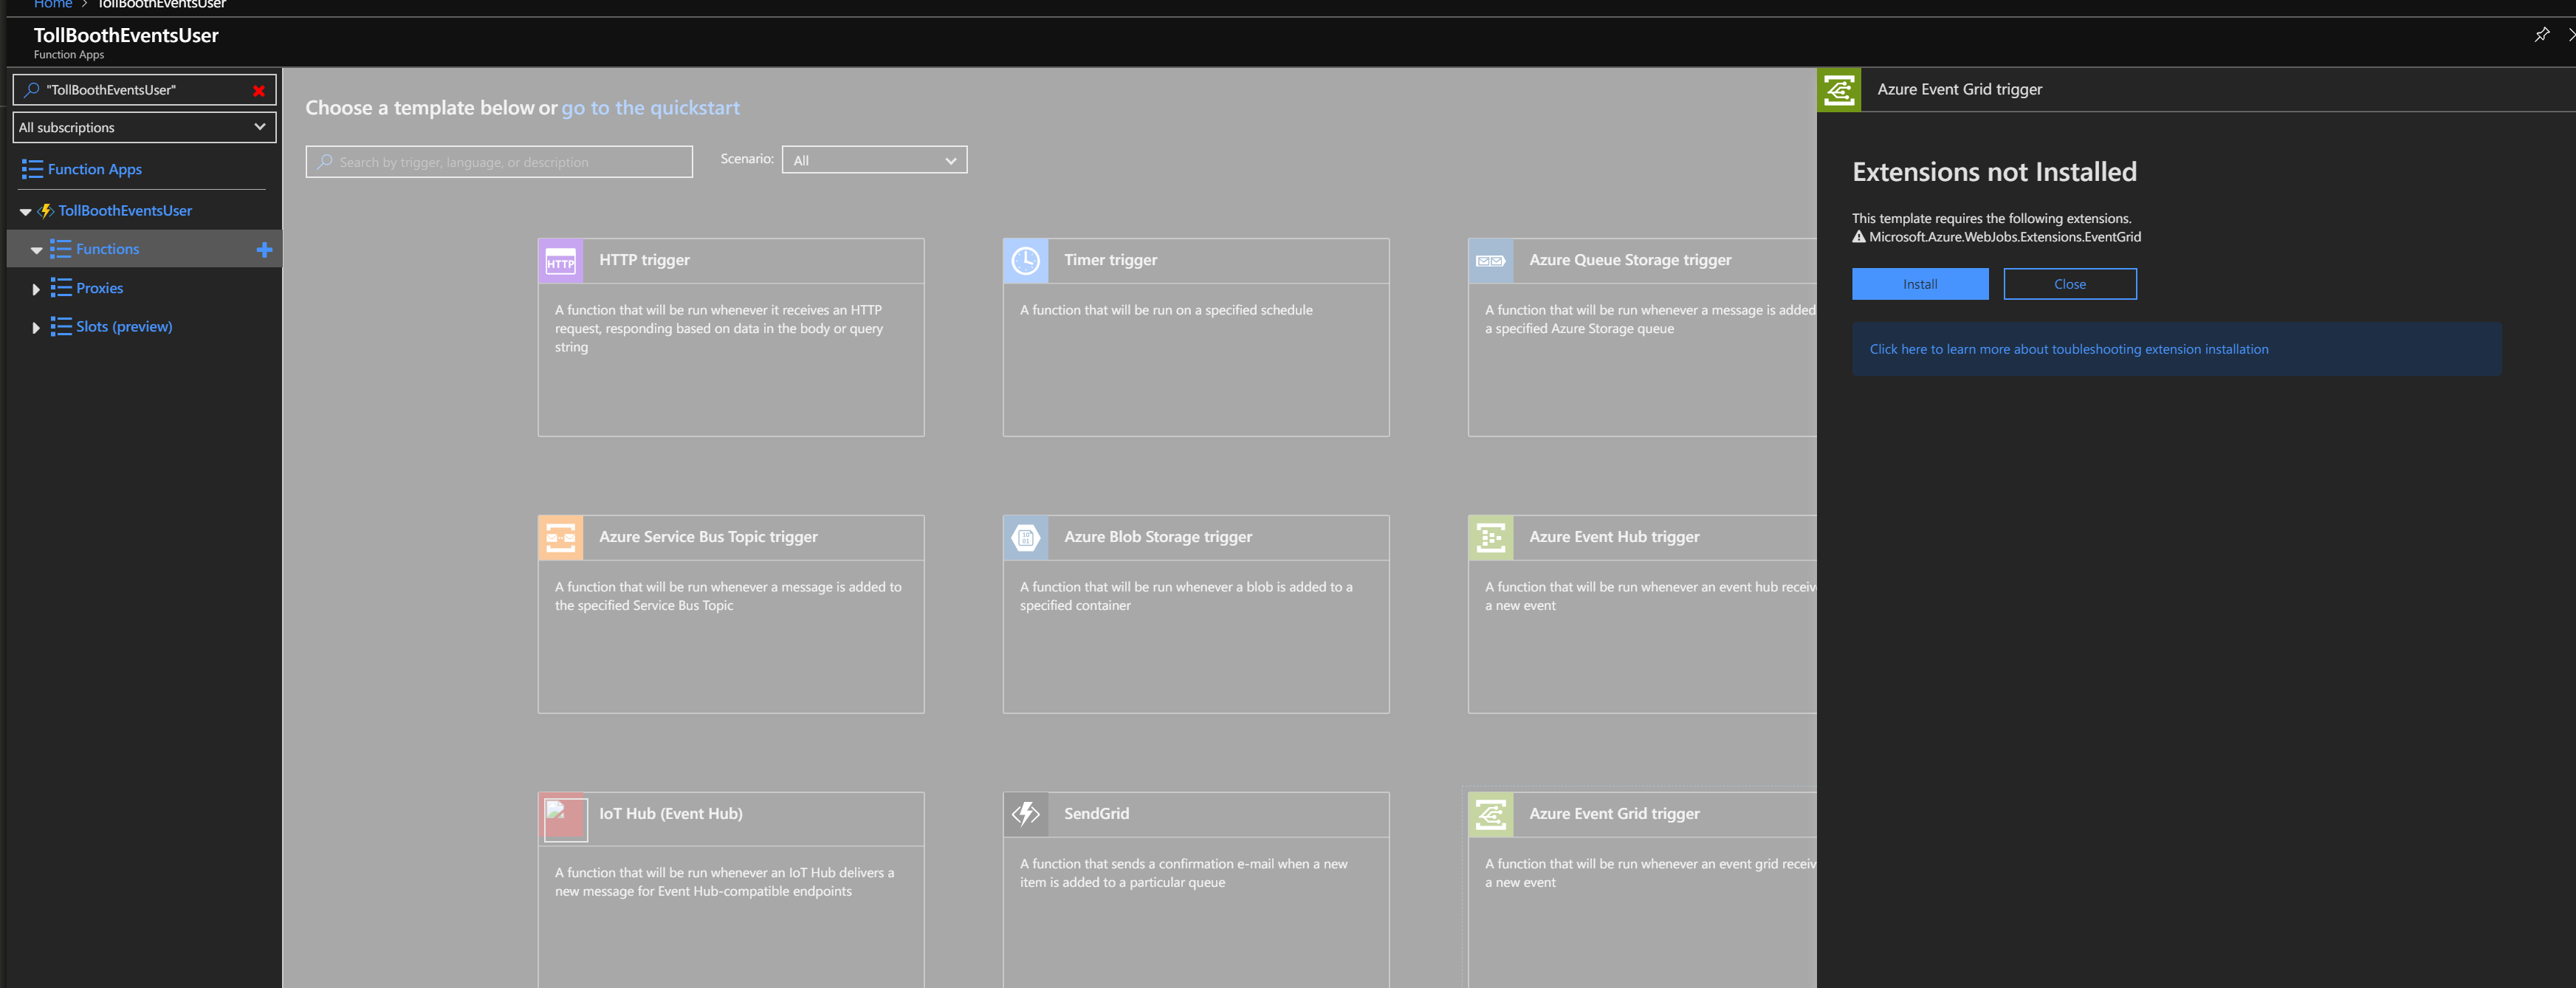 Home > TollBoothEventsUser
TollBoothEventsUser
Function Apps
"TollBoothEventsUser"
All subscriptions
Function Apps
TollBoothEventsUser
Functions
Proxies
Slots (preview)
Choose a template below or go to the quickstart
Search by trigger, language, or description
Scenario:
All
HTTP
HTTP trigger
A function that will be run whenever it receives an HTTP
request, responding based on data in the body or query
string
Timer trigger
A function that will be run on a specified schedule
Azure Queue Storage trigger
A function that will be run whenever a message is added
a specified Azure Storage queue
Azure Service Bus Topic trigger
A function that will be run whenever a message is added to
the specified Service Bus Topic
10
01
Azure Blob Storage trigger
A function that will be run whenever a blob is added to a
specified container
Azure Event Hub trigger
A function that will be run whenever an event hub receiv
a new event
IoT Hub (Event Hub)
A function that will be run whenever an IoT Hub delivers a
new message for Event Hub-compatible endpoints
SendGrid
A function that sends a confirmation e-mail when a new
item is added to a particular queue
Azure Event Grid trigger
A function that will be run whenever an event grid receiv
a new event
Azure Event Grid trigger
Extensions not Installed
This template requires the following extensions.
Microsoft.Azure.WebJobs.Extensions.EventGrid
Install
Close
Click here to learn more about toubleshooting extension installation